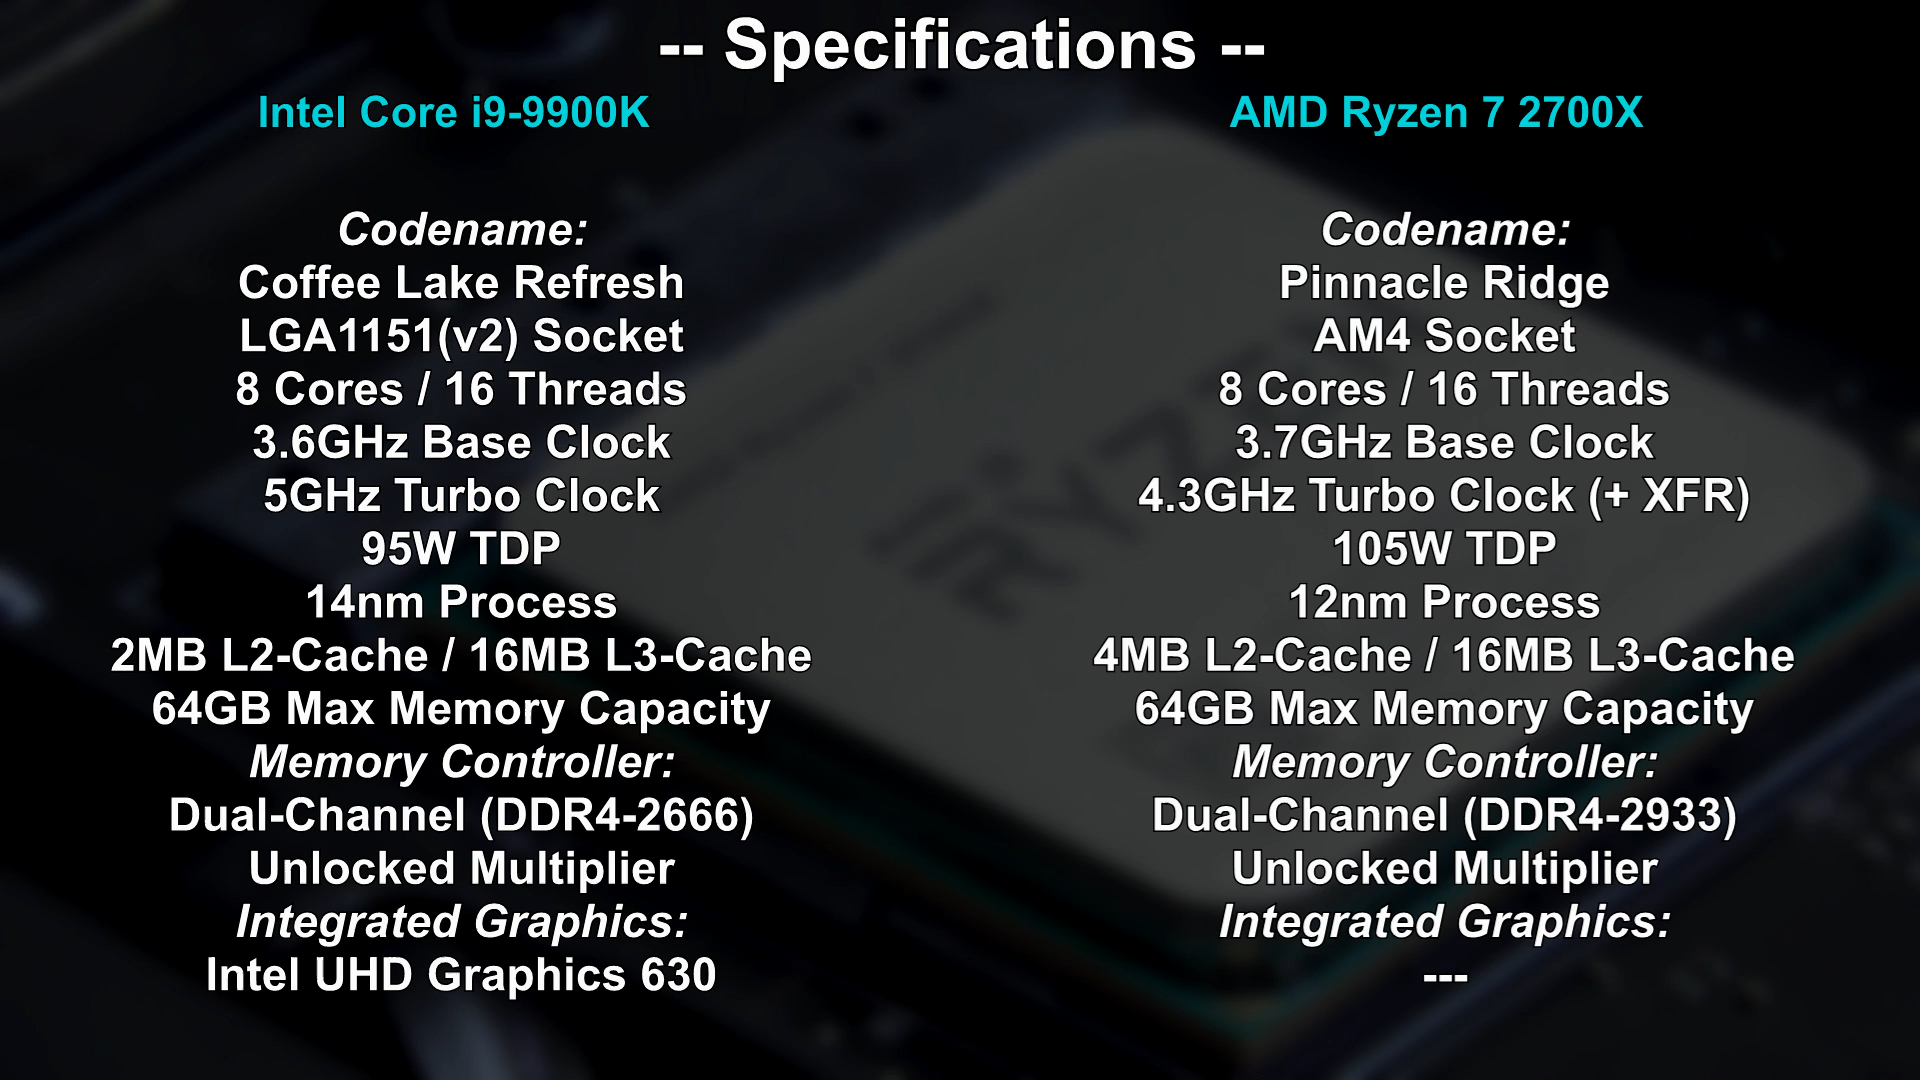 -- Specifications --
Intel Core i9-9900K
Codename:
Coffee Lake Refresh
LGA1151(v2) Socket
8 Cores / 16 Threads
3.6GHz Base Clock
5GHz Turbo Clock
95W TDP
14nm Process
2MB L2-Cache / 16MB L3-Cache
64GB Max Memory Capacity
Memory Controller:
Dual-Channel (DDR4-2666)
Unlocked Multiplier
Integrated Graphics:
Intel UHD Graphics 630
AMD Ryzen 7 2700X
Codename:
Pinnacle Ridge
AM4 Socket
8 Cores / 16 Threads
3.7GHz Base Clock
4.3GHz Turbo Clock (+ XFR)
105W TDP
12nm Process
4MB L2-Cache / 16MB L3-Cache
64GB Max Memory Capacity
Memory Controller:
Dual-Channel (DDR4-2933)
Unlocked Multiplier
Integrated Graphics:
---
RYZEN